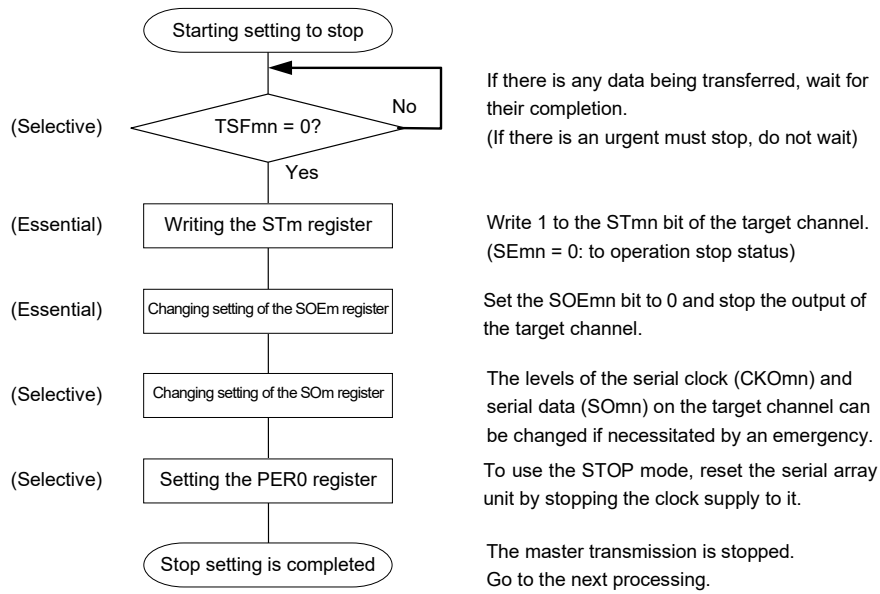 Starting setting to stop
No
If there is any data being transferred, wait for
their completion.
(If there is an urgent must stop, do not wait)
(Selective)
TSFmn = 0?
Yes
(Essential)
Writing the STm register
Write 1 to the STmn bit of the target channel.
(SEmn = 0: to operation stop status)
(Essential)
Changing setting of the SOEm register
Set the SOEmn bit to 0 and stop the output of
the target channel.
(Selective)
Changing setting of the SOm register
The levels of the serial clock (CKOmn) and
serial data (SOmn) on the target channel can
be changed if necessitated by an emergency.
(Selective)
Setting the PER0 register
To use the STOP mode, reset the serial array
unit by stopping the clock supply to it.
Stop setting is completed
The master transmission is stopped.
Go to the next processing.